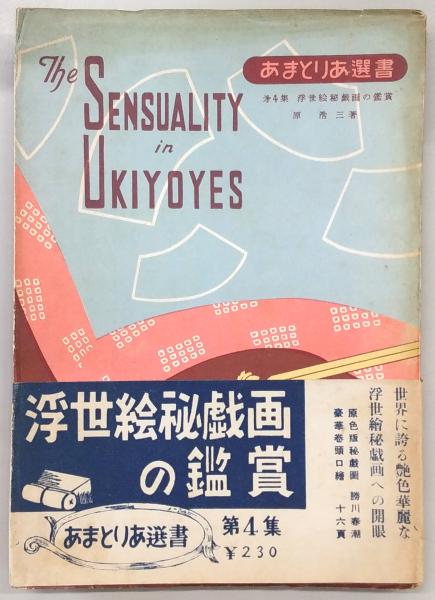 The
SENSUALITY
in
UKIYOYES
あまとりあ選書
第4集 浮世絵秘戯画の鑑賞
原 浩三著
浮世絵秘戯画
の鑑賞
あまとりあ選書
第4集
¥230
世界に誇る艶色華麗な
浮世繪秘戯画への開眼
原色版秘戯圖 勝川春潮
豪華巻頭口繪 十六頁